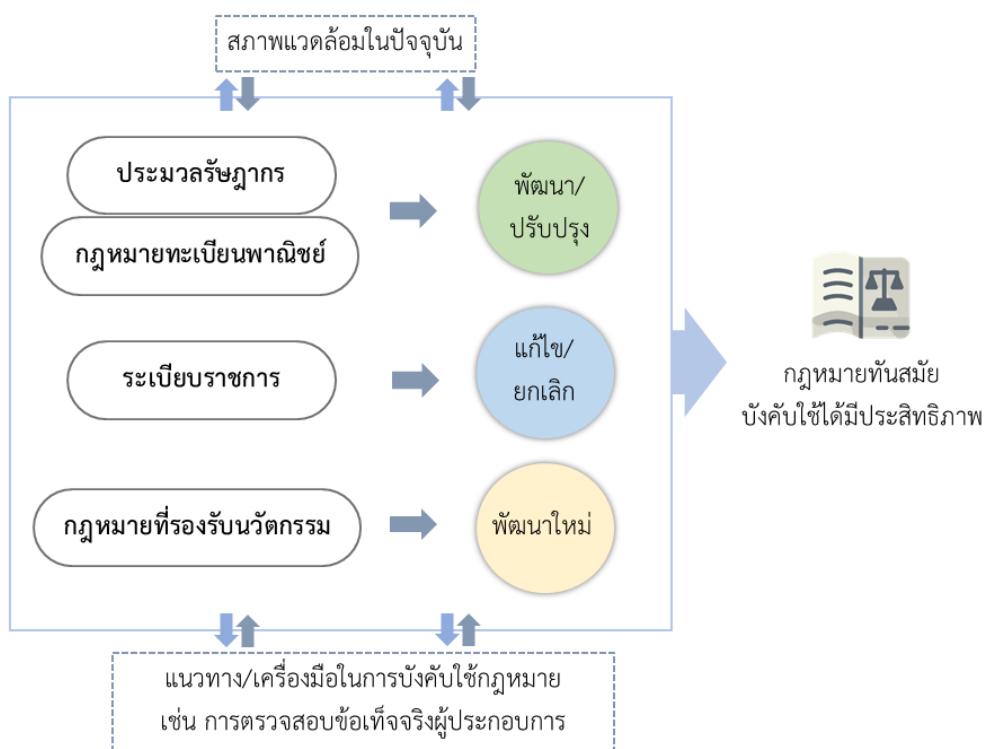 สภาพแวดล้อมในปัจจุบัน
ประมวลรัษฎากร
กฎหมายทะเบียนพาณิชย์
พัฒนา/
ปรับปรุง
ระเบียบราชการ
แก้ไข/
ยกเลิก
กฎหมายที่รองรับนวัตกรรม
พัฒนาใหม่
กฎหมายทันสมัย
บังคับใช้ได้มีประสิทธิภาพ
แนวทาง/เครื่องมือในการบังคับใช้กฎหมาย
เช่น การตรวจสอบข้อเท็จจริงผู้ประกอบการ